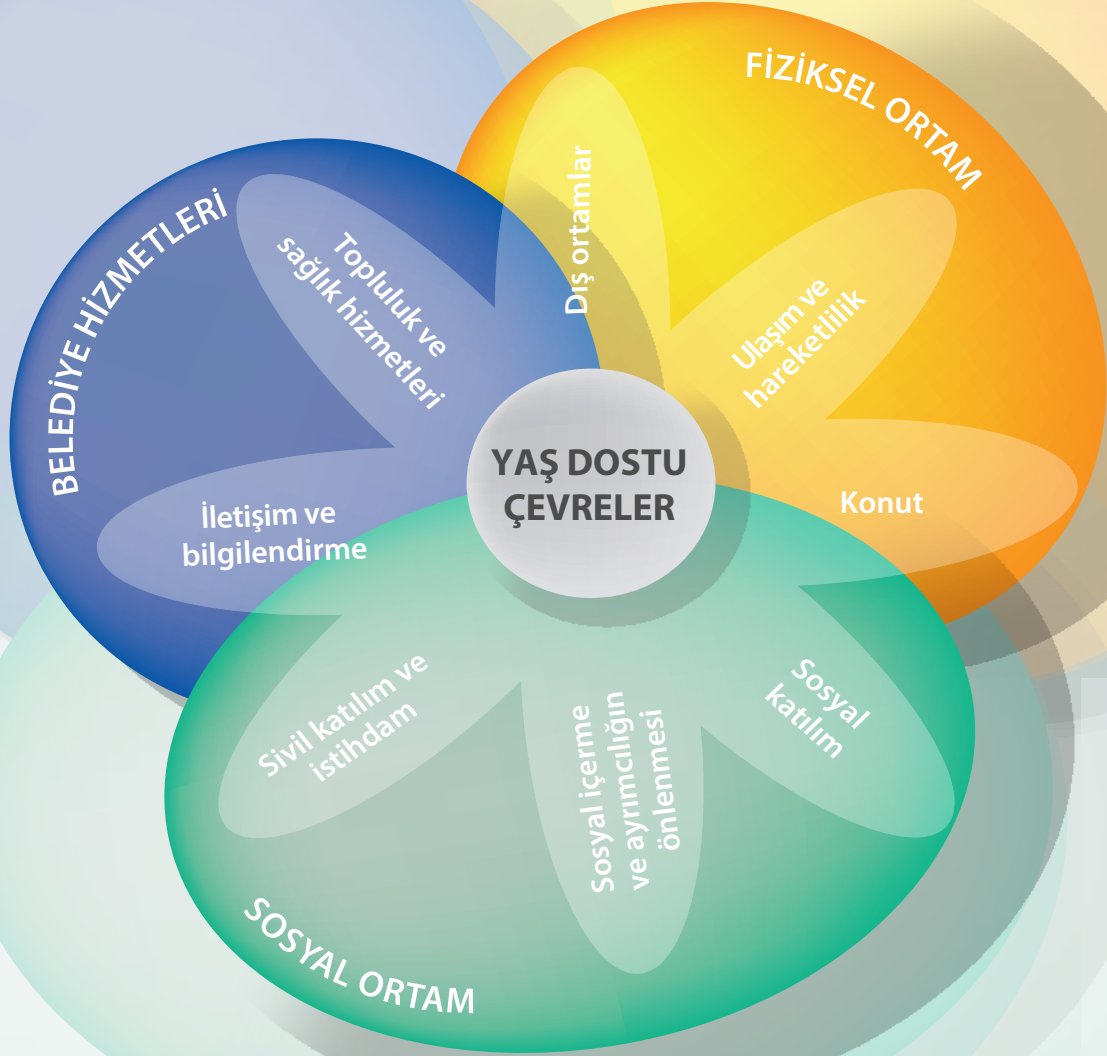 FİZİKSEL ORTAM
Dış ortamlar
Ulaşım ve
hareketlilik
Konut
BELEDİYE HİZMETLERİ
Topluluk ve
sağlık hizmetleri
İletişim ve
bilgilendirme
YAŞ DOSTU
ÇEVRELER
Sivil katılım ve
istihdam
Sosyal içerme
ve ayrımcılığın
önlenmesi
Sosyal
katılım
SOSYAL ORTAM